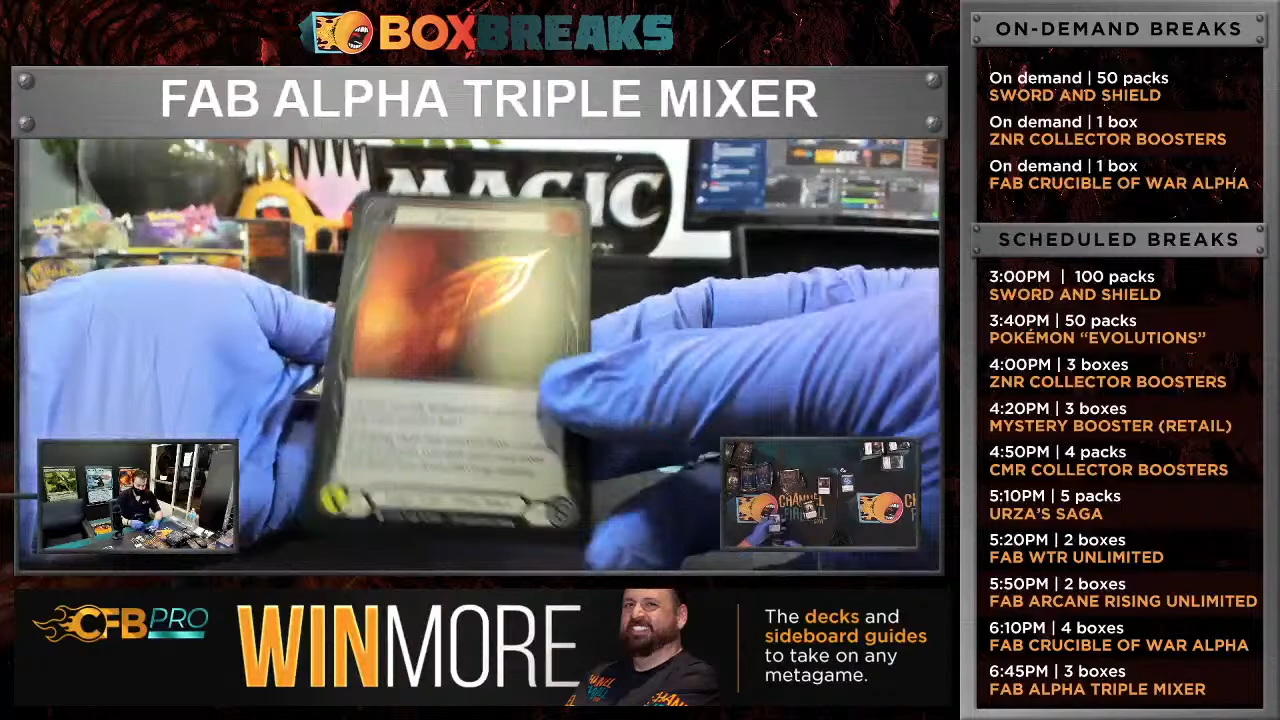 BOXBREAKS
FAB ALPHA TRIPLE MIXER
MAGIC
CHANNEL
CFBPRO
WINMORE
The decks and
sideboard guides
to take on any
metagame.
ON-DEMAND BREAKS
On demand | 50 packs
SWORD AND SHIELD
On demand | 1 box
ZNR COLLECTOR BOOSTERS
On demand | 1 box
FAB CRUCIBLE OF WAR ALPHA
SCHEDULED BREAKS
3:00PM | 100 packs
SWORD AND SHIELD
3:40PM | 50 packs
POKÉMON “EVOLUTIONS”
4:00PM | 3 boxes
ZNR COLLECTOR BOOSTERS
4:20PM | 3 boxes
MYSTERY BOOSTER (RETAIL)
4:50PM | 4 packs
CMR COLLECTOR BOOSTERS
5:10PM | 5 packs
URZA’S SAGA
5:20PM | 2 boxes
FAB WTR UNLIMITED
5:50PM | 2 boxes
FAB ARCANE RISING UNLIMITED
6:10PM | 4 boxes
FAB CRUCIBLE OF WAR ALPHA
6:45PM | 3 boxes
FAB ALPHA TRIPLE MIXER